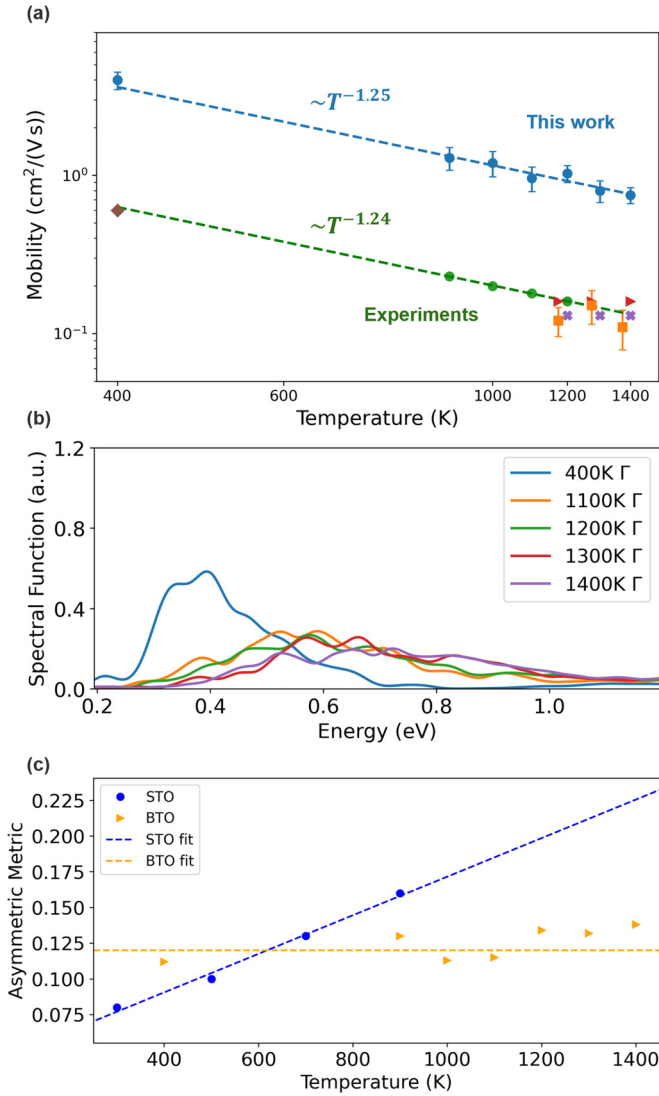 (a)
Mobility (cm²/(V s))
10⁰
10⁻¹
~T⁻¹·²⁵
This work
~T⁻¹·²⁴
Experiments
400
600
1000
1200
1400
Temperature (K)
(b)
Spectral Function (a.u.)
1.2
0.8
0.4
0.0
400K Γ
1100K Γ
1200K Γ
1300K Γ
1400K Γ
0.2
0.4
0.6
0.8
1.0
Energy (eV)
(c)
Asymmetric Metric
0.225
0.200
0.175
0.150
0.125
0.100
0.075
STO
BTO
STO fit
BTO fit
400
600
800
1000
1200
1400
Temperature (K)